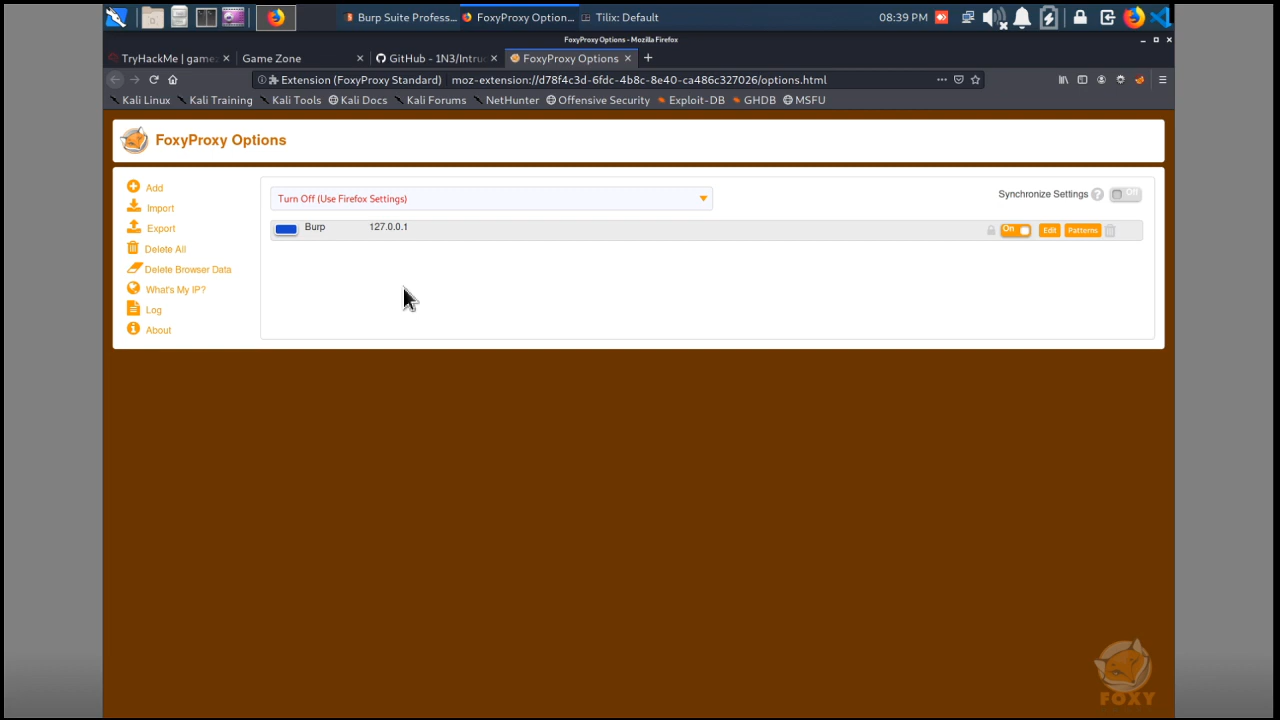 Burp Suite Profess... FoxyProxy Option... Tilix: Default 08:39 PM
FoxyProxy Options - Mozilla Firefox
TryHackMe | game Game Zone GitHub - 1N3/Intruc FoxyProxy Options
Extension (FoxyProxy Standard) moz-extension://d78f4c3d-6fdc-4b8c-8e40-ca486c327026/options.html
Kali Linux Kali Training Kali Tools Kali Docs Kali Forums NetHunter Offensive Security Exploit-DB GHDB MSFU
FoxyProxy Options
Add
Import
Export
Delete All
Delete Browser Data
What's My IP?
Log
About
Turn Off (Use Firefox Settings)
Synchronize Settings ? Off
Burp 127.0.0.1 On Edit Patterns
FOXY